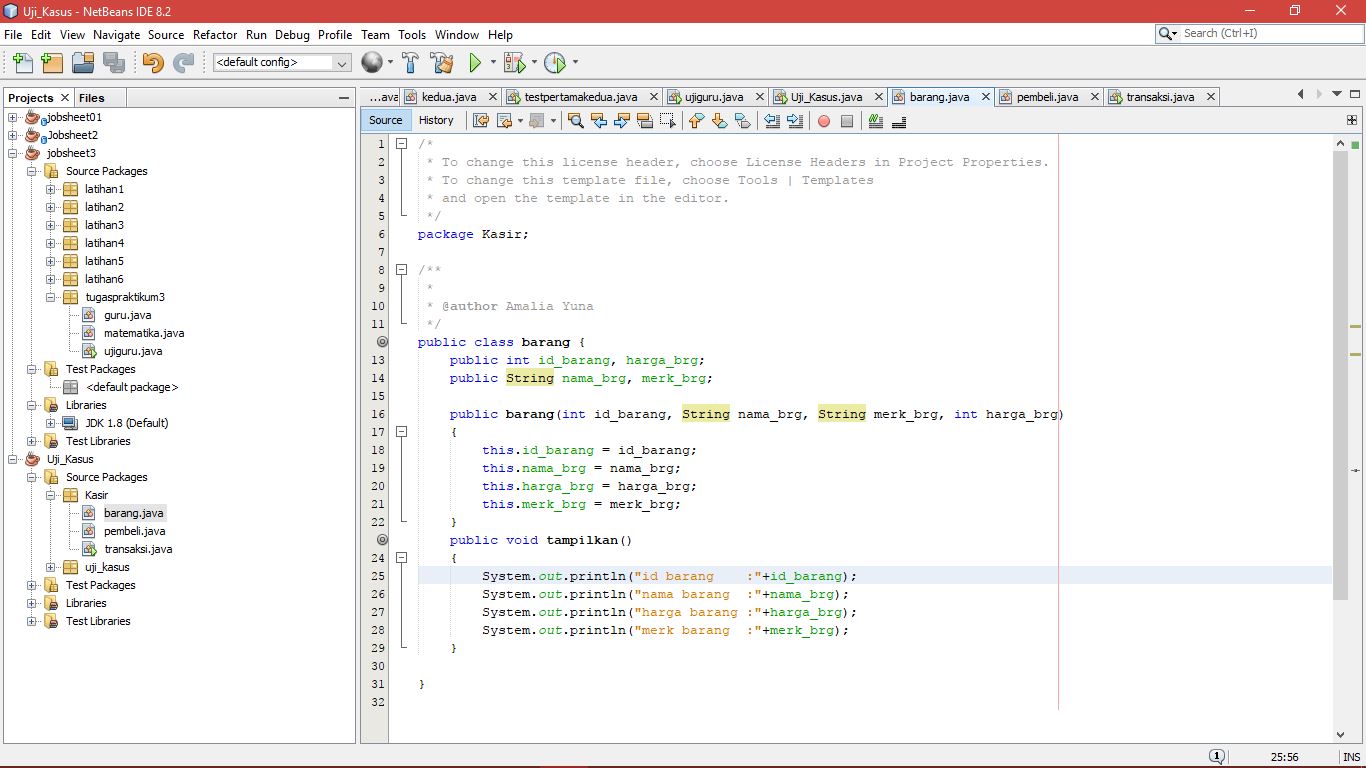 Uji_Kasus - NetBeans IDE 8.2
File Edit View Navigate Source Refactor Run Debug Profile Team Tools Window Help
Search (Ctrl+I)
<default config>
Projects Files
jobsheet01
Jobsheet2
jobsheet3
Source Packages
latihan1
latihan2
latihan3
latihan4
latihan5
latihan6
tugaspraktikum3
guru.java
matematika.java
ujiguru.java
Test Packages
<default package>
Libraries
JDK 1.8 (Default)
Test Libraries
Uji_Kasus
Source Packages
Kasir
barang.java
pembeli.java
transaksi.java
uji_kasus
Test Packages
Libraries
Test Libraries
...ava kedua.java testpertamakedua.java ujiguru.java Uji_Kasus.java barang.java pembeli.java transaksi.java
Source History
1 /*
2 * To change this license header, choose License Headers in Project Properties.
3 * To change this template file, choose Tools | Templates
4 * and open the template in the editor.
5 */
6 package Kasir;
7
8 /**
9 *
10 * @author Amalia Yuna
11 */
public class barang {
13 public int id_barang, harga_brg;
14 public String nama_brg, merk_brg;
15
16 public barang(int id_barang, String nama_brg, String merk_brg, int harga_brg)
17 {
18 this.id_barang = id_barang;
19 this.nama_brg = nama_brg;
20 this.harga_brg = harga_brg;
21 this.merk_brg = merk_brg;
22 }
public void tampilkan()
24 {
25 System.out.println("id barang    :"+id_barang);
26 System.out.println("nama barang  :"+nama_brg);
27 System.out.println("harga barang :"+harga_brg);
28 System.out.println("merk barang  :"+merk_brg);
29 }
30
31 }
32
1 25:56 INS